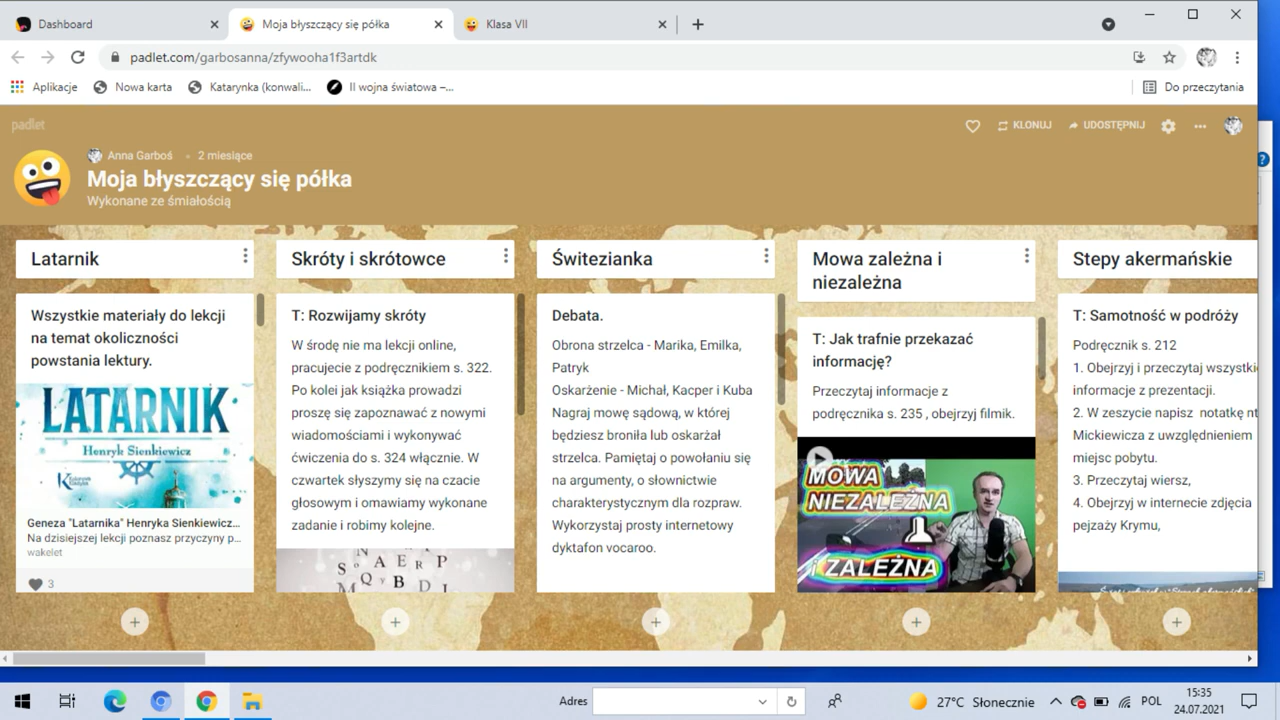 Dashboard
Moja błyszczący się półka
Klasa VII
padlet.com/garbosanna/zfywooha1f3artdk
Aplikacje
Nowa karta
Katarynka (konwali...
II wojna światowa –...
Do przeczytania
padlet
KLONUJ
UDOSTĘPNIJ
Anna Garboś
2 miesiące
Moja błyszczący się półka
Wykonane ze śmiałością
Latarnik
Wszystkie materiały do lekcji
na temat okoliczności
powstania lektury.
LATARNIK
Henryk Sienkiewicz
Geneza "Latarnika" Henryka Sienkiewicz...
Na dzisiejszej lekcji poznasz przyczyny p...
wakelet
3
Skróty i skrótowce
T: Rozwijamy skróty
W środę nie ma lekcji online,
pracujecie z podręcznikiem s. 322.
Po kolei jak książka prowadzi
proszę się zapoznawać z nowymi
wiadomościami i wykonywać
ćwiczenia do s. 324 włącznie. W
czwartek słyszymy się na czacie
głosowym i omawiamy wykonane
zadanie i robimy kolejne.
Świtezianka
Debata.
Obrona strzelca - Marika, Emilka,
Patryk
Oskarżenie - Michał, Kacper i Kuba
Nagraj mowę sądową, w której
będziesz broniła lub oskarżał
strzelca. Pamiętaj o powołaniu się
na argumenty, o słownictwie
charakterystycznym dla rozpraw.
Wykorzystaj prosty internetowy
dyktafon vocaroo.
Mowa zależna i
niezależna
T: Jak trafnie przekazać
informację?
Przeczytaj informacje z
podręcznika s. 235 , obejrzyj filmik.
MOWA
NIEZALEŻNA
I ZALEŻNA
Stepy akermańskie
T: Samotność w podróży
Podręcznik s. 212
1. Obejrzyj i przeczytaj wszystki
informacje z prezentacji.
2. W zeszycie napisz notatkę nt
Mickiewicza z uwzględnieniem
miejsc pobytu.
3. Przeczytaj wiersz,
4. Obejrzyj w internecie zdjęcia
pejzaży Krymu,
Adres
27°C Słonecznie
POL
15:35
24.07.2021